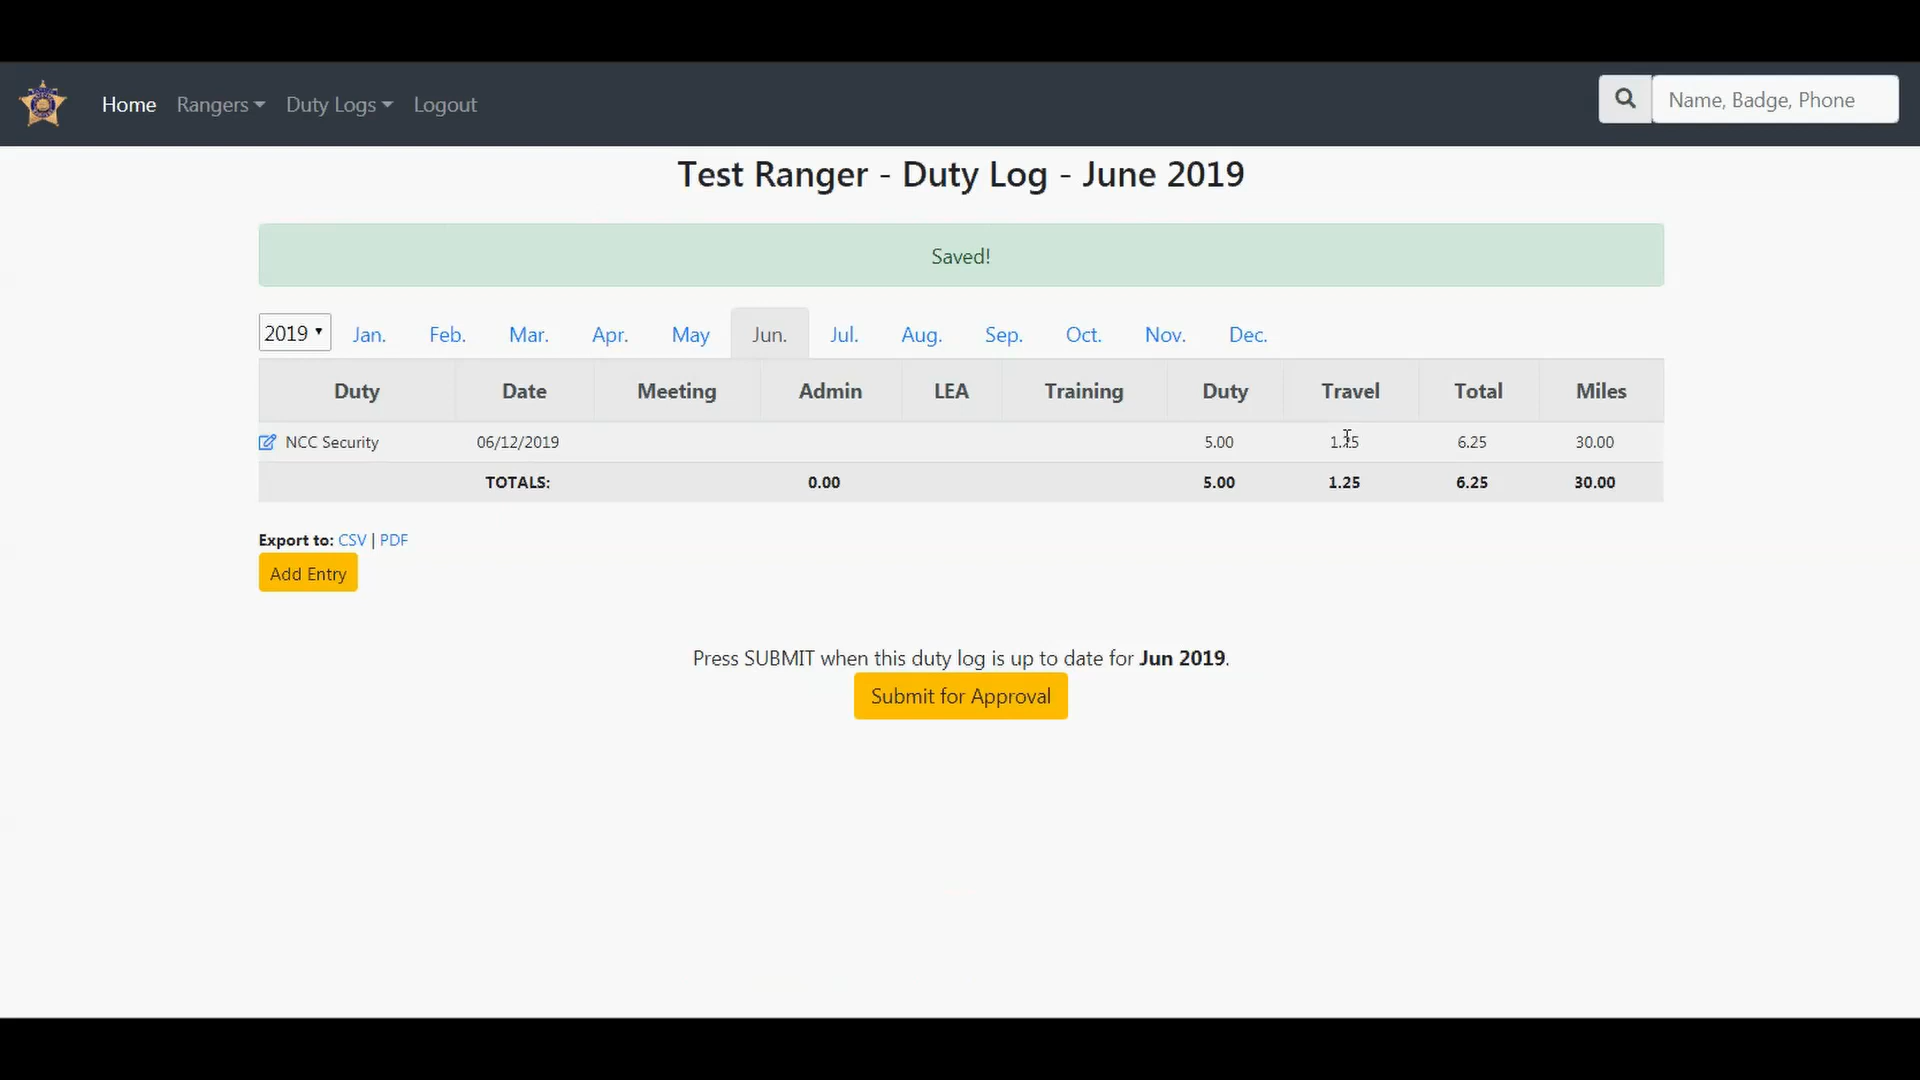 Home Rangers Duty Logs Logout Name, Badge, Phone
Test Ranger - Duty Log - June 2019
Saved!
2019 Jan. Feb. Mar. Apr. May Jun. Jul. Aug. Sep. Oct. Nov. Dec.
Duty Date Meeting Admin LEA Training Duty Travel Total Miles
NCC Security 06/12/2019 5.00 1.25 6.25 30.00
TOTALS: 0.00 5.00 1.25 6.25 30.00
Export to: CSV | PDF
Add Entry
Press SUBMIT when this duty log is up to date for Jun 2019.
Submit for Approval